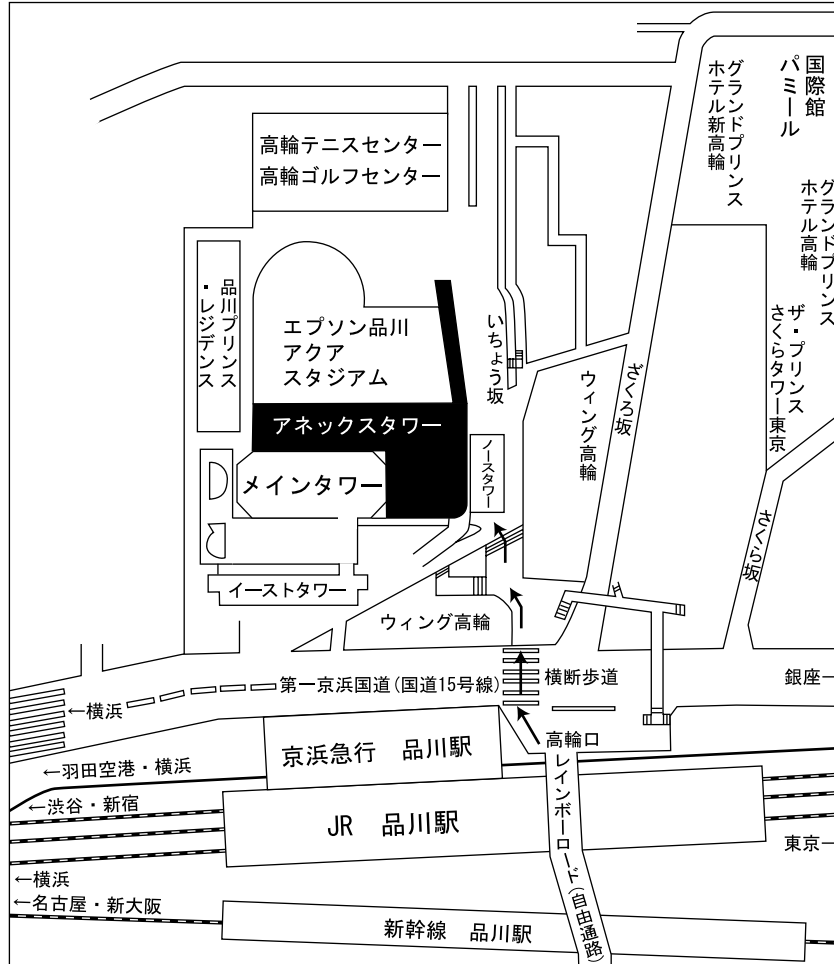 国際館
パミール
グランドプリンス
ホテル新高輪
グランドプリンス
ホテル高輪
ザ・プリンス
さくらタワー東京
高輪テニスセンター
高輪ゴルフセンター
品川プリンス
・レジデンス
エプソン品川
アクア
スタジアム
いちょう坂
ざくろ坂
ウィング高輪
アネックスタワー
メインタワー
ノースタワー
さくら坂
イーストタワー
ウィング高輪
第一京浜国道(国道15号線)
横断歩道
銀座
←横浜
高輪口
京浜急行 品川駅
←羽田空港・横浜
←渋谷・新宿
JR 品川駅
レインボーロード(自由通路)
東京
←横浜
←名古屋・新大阪
新幹線 品川駅